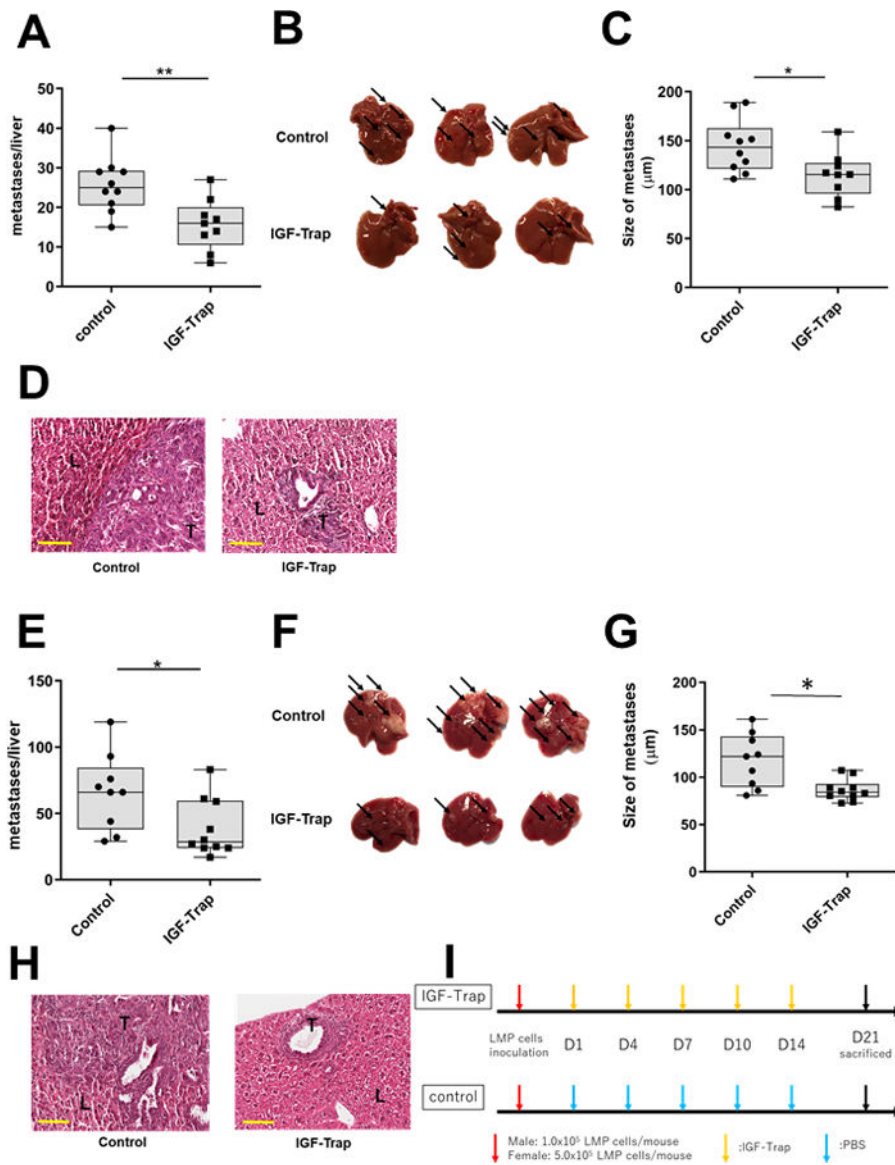 A
**
metastases/liver
50
40
30
20
10
0
control
IGF-Trap
B
Control
IGF-Trap
C
*
Size of metastases
(μm)
200
150
100
50
0
Control
IGF-Trap
D
L
T
Control
L
T
IGF-Trap
E
*
metastases/liver
150
100
50
0
Control
IGF-Trap
F
Control
IGF-Trap
G
*
Size of metastases
(μm)
200
150
100
50
0
Control
IGF-Trap
H
T
L
Control
T
L
IGF-Trap
I
IGF-Trap
LMP cells
inoculation
D1
D4
D7
D10
D14
D21
sacrificed
control
Male: 1.0x10⁵ LMP cells/mouse
Female: 5.0x10⁵ LMP cells/mouse
:IGF-Trap
:PBS